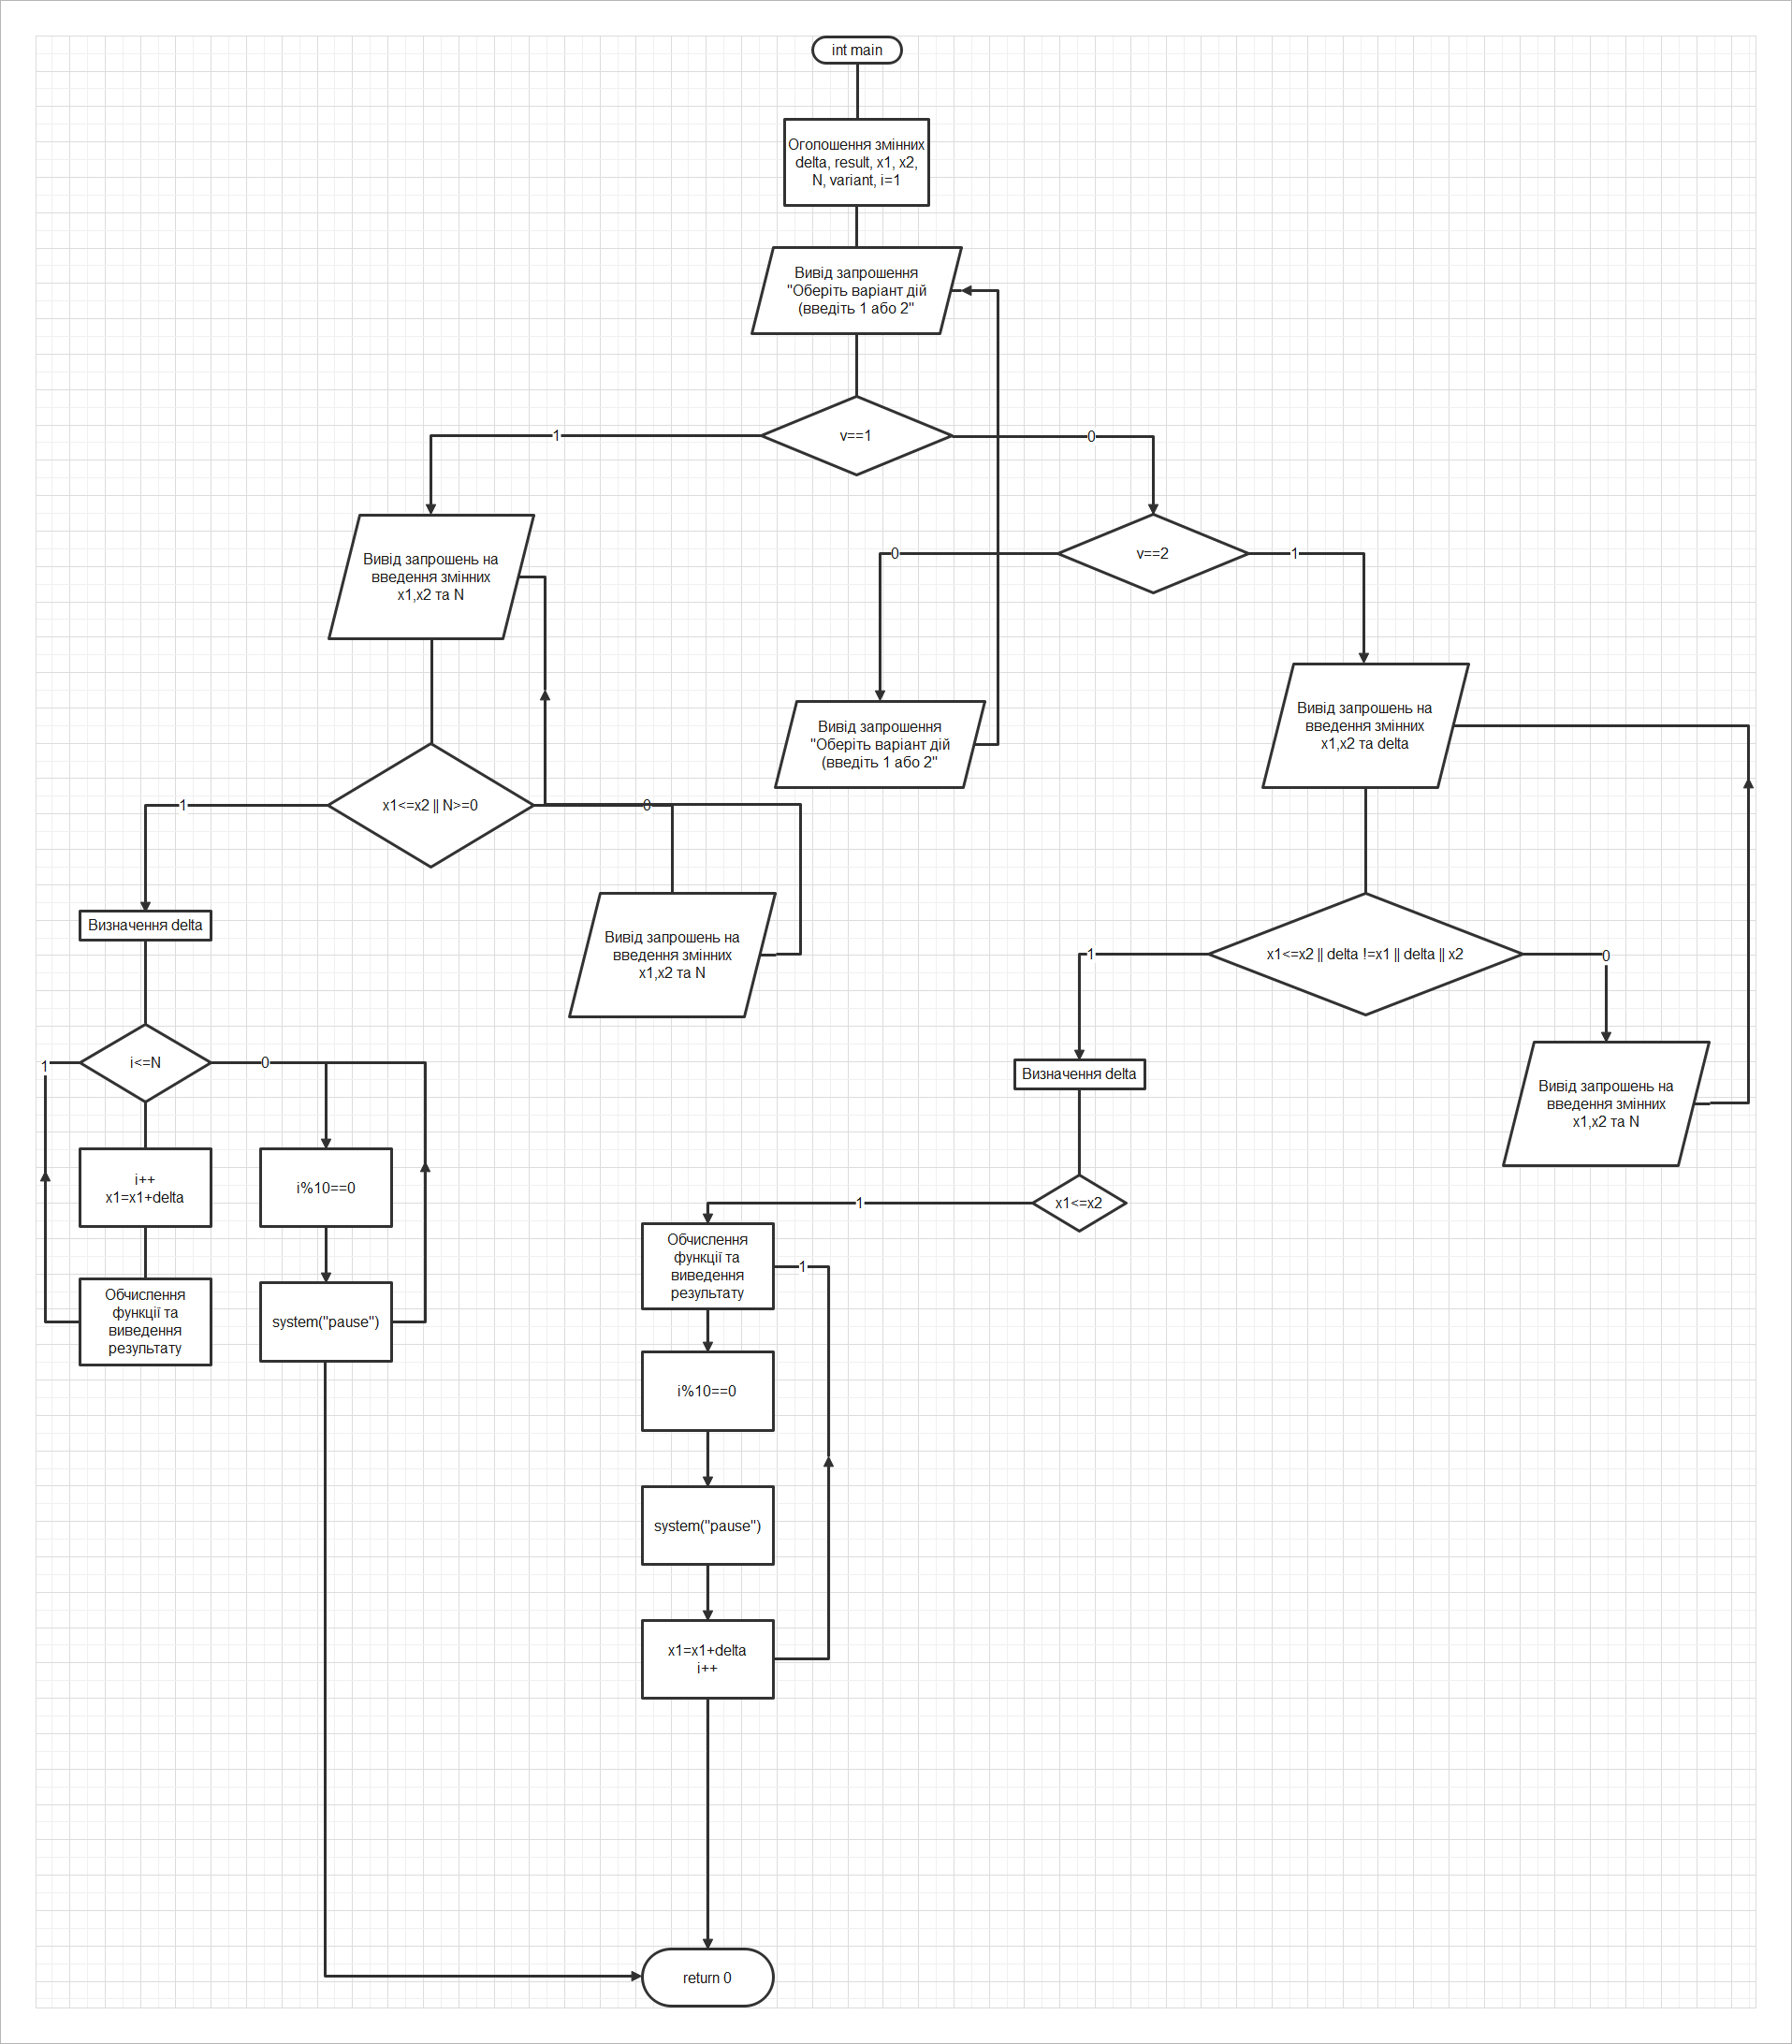 int main
Оголошення змінних
delta, result, x1, x2,
N, variant, i=1
Вивід запрошення
"Оберіть варіант дій
(введіть 1 або 2"
v==1
1
0
Вивід запрошень на
введення змінних
x1,x2 та N
v==2
0
1
Вивід запрошення
"Оберіть варіант дій
(введіть 1 або 2"
Вивід запрошень на
введення змінних
x1,x2 та delta
x1<=x2 || N>=0
1
0
Визначення delta
Вивід запрошень на
введення змінних
x1,x2 та N
x1<=x2 || delta !=x1 || delta || x2
1
0
i<=N
1
0
Визначення delta
Вивід запрошень на
введення змінних
x1,x2 та N
i++
x1=x1+delta
i%10==0
x1<=x2
1
Обчислення
функції та
виведення
результату
system("pause")
Обчислення
функції та
виведення
результату
1
i%10==0
system("pause")
x1=x1+delta
i++
return 0